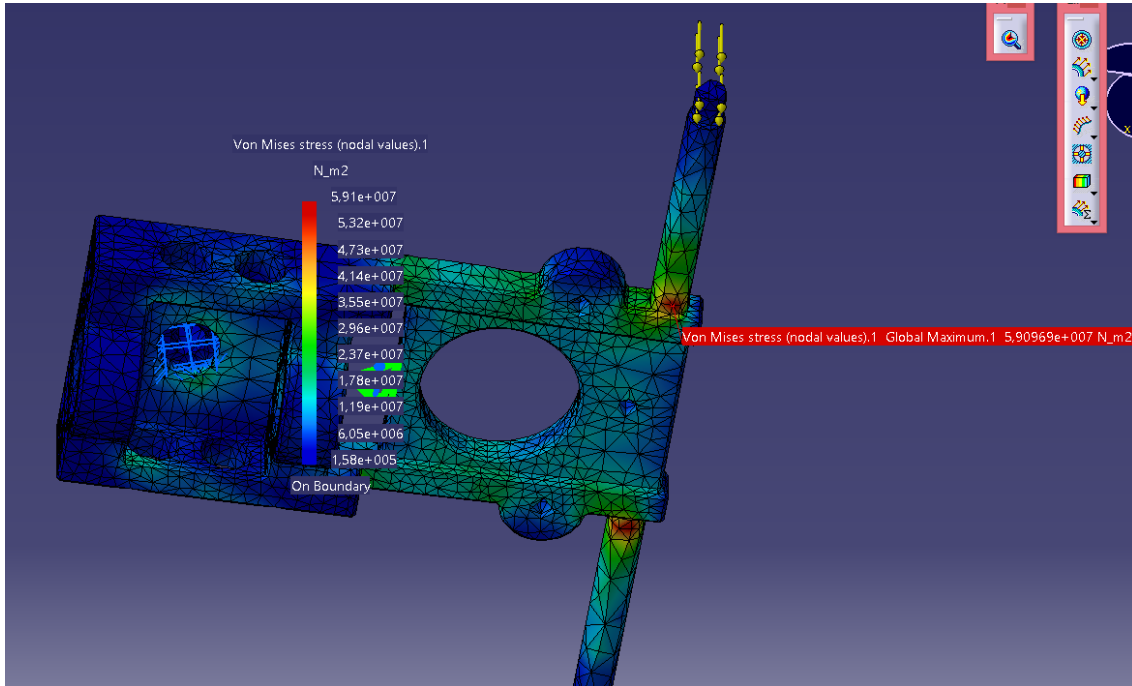 Von Mises stress (nodal values).1
N_m2
5,91e+007
5,32e+007
4,73e+007
4,14e+007
3,55e+007
2,96e+007
2,37e+007
1,78e+007
1,19e+007
6,05e+006
1,58e+005
On Boundary
Von Mises stress (nodal values).1 Global Maximum.1 5,90969e+007 N_m2
x